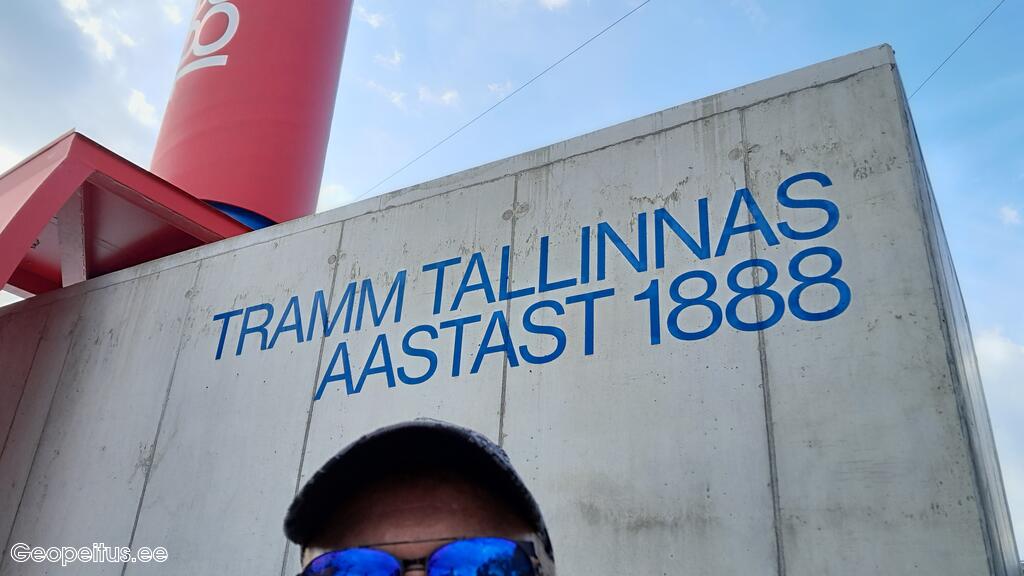 TRAMM TALLINNAS
AASTAST 1888
Geopeitus.ee